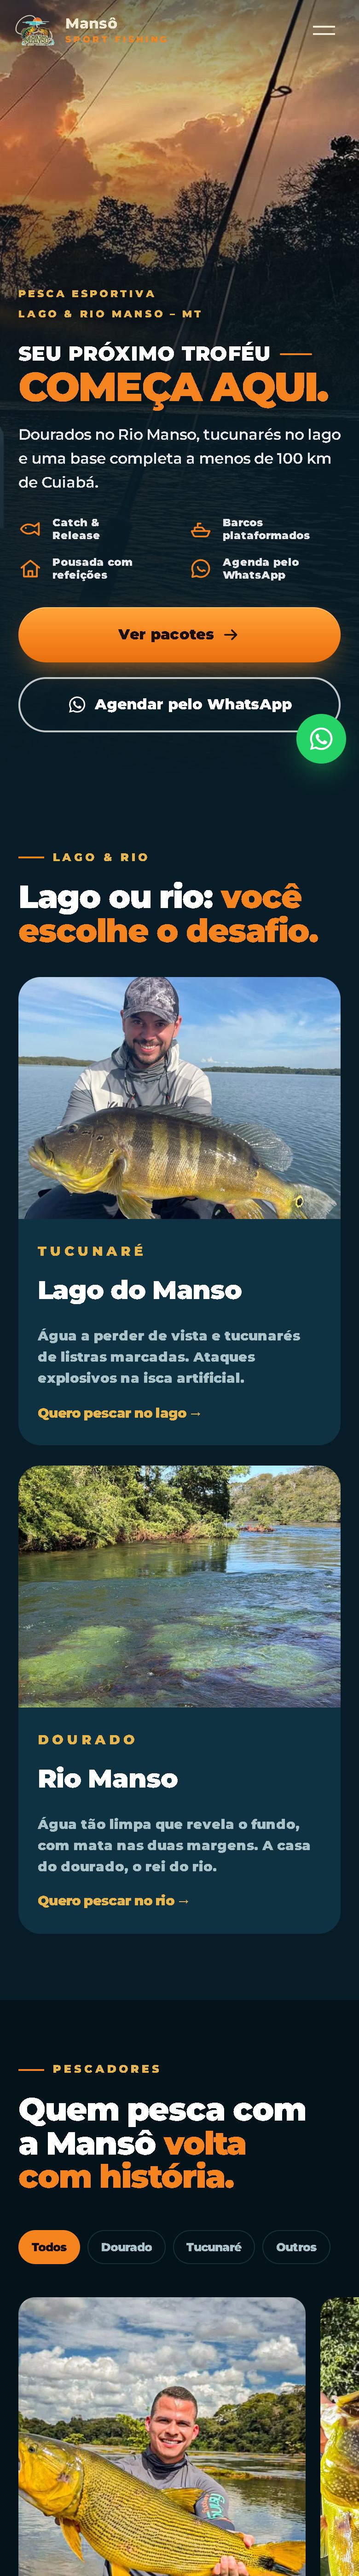 Mansô
SPORT FISHING
PESCA ESPORTIVA
LAGO & RIO MANSO – MT
SEU PRÓXIMO TROFÉU
COMEÇA AQUI.
Dourados no Rio Manso, tucunarés no lago
e uma base completa a menos de 100 km
de Cuiabá.
Catch &
Release
Barcos
plataformados
Pousada com
refeições
Agenda pelo
WhatsApp
Ver pacotes →
Agendar pelo WhatsApp
LAGO & RIO
Lago ou rio: você
escolhe o desafio.
TUCUNARÉ
Lago do Manso
Água a perder de vista e tucunarés
de listras marcadas. Ataques
explosivos na isca artificial.
Quero pescar no lago →
DOURADO
Rio Manso
Água tão limpa que revela o fundo,
com mata nas duas margens. A casa
do dourado, o rei do rio.
Quero pescar no rio →
PESCADORES
Quem pesca com
a Mansô volta
com história.
Todos
Dourado
Tucunaré
Outros